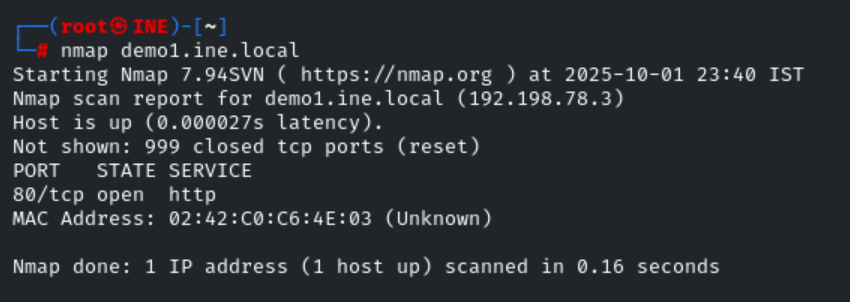 ┌──(root㉿INE)-[~]
└─# nmap demo1.ine.local
Starting Nmap 7.94SVN ( https://nmap.org ) at 2025-10-01 23:40 IST
Nmap scan report for demo1.ine.local (192.198.78.3)
Host is up (0.000027s latency).
Not shown: 999 closed tcp ports (reset)
PORT   STATE SERVICE
80/tcp open  http
MAC Address: 02:42:C0:C6:4E:03 (Unknown)
Nmap done: 1 IP address (1 host up) scanned in 0.16 seconds